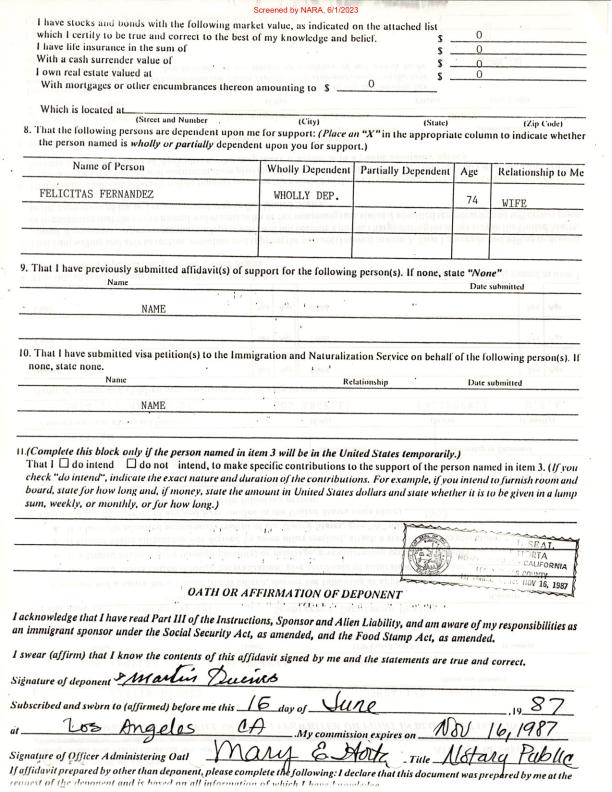 Screened by NARA, 6/1/2023
I have stocks and bonds with the following market value, as indicated on the attached list
which I certify to be true and correct to the best of my knowledge and belief. $ 0
I have life insurance in the sum of $ 0
With a cash surrender value of $ 0
I own real estate valued at $ 0
With mortgages or other encumbrances thereon amounting to $ 0
Which is located at
(Street and Number (City) (State) (Zip Code)
8. That the following persons are dependent upon me for support: (Place an "X" in the appropriate column to indicate whether
the person named is wholly or partially dependent upon you for support.)
Name of Person Wholly Dependent Partially Dependent Age Relationship to Me
FELICITAS FERNANDEZ WHOLLY DEP. 74 WIFE
9. That I have previously submitted affidavit(s) of support for the following person(s). If none, state "None"
Name Date submitted
NAME
10. That I have submitted visa petition(s) to the Immigration and Naturalization Service on behalf of the following person(s). If
none, state none.
Name Relationship Date submitted
NAME
11.(Complete this block only if the person named in item 3 will be in the United States temporarily.)
That I ☐ do intend ☐ do not intend, to make specific contributions to the support of the person named in item 3. (If you
check "do intend", indicate the exact nature and duration of the contributions. For example, if you intend to furnish room and
board, state for how long and, if money, state the amount in United States dollars and state whether it is to be given in a lump
sum, weekly, or monthly, or for how long.)
SEAL
CALIFORNIA
COUNTY
NOV 16, 1987
OATH OR AFFIRMATION OF DEPONENT
I acknowledge that I have read Part III of the Instructions, Sponsor and Alien Liability, and am aware of my responsibilities as
an immigrant sponsor under the Social Security Act, as amended, and the Food Stamp Act, as amended.
I swear (affirm) that I know the contents of this affidavit signed by me and the statements are true and correct.
Signature of deponent Martin
Subscribed and sworn to (affirmed) before me this 16 day of June ,19 87
at Los Angeles CA .My commission expires on Nov 16, 1987
Signature of Officer Administering Oatl Mary E Horta . Title Notary Public
If affidavit prepared by other than deponent, please complete the following: I declare that this document was prepared by me at the
request of the deponent and is based on all information of which I have knowledge.